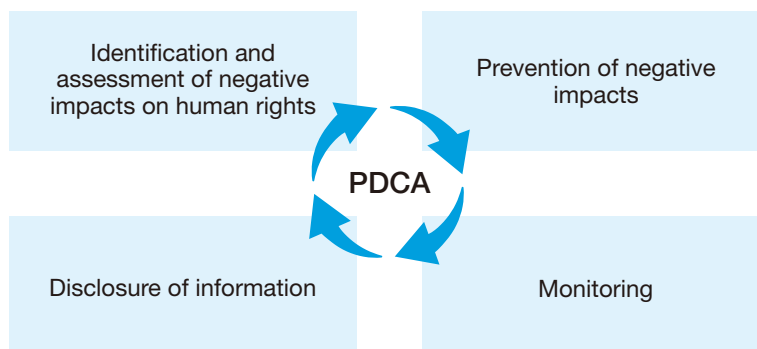 Identification and
assessment of negative
impacts on human rights
Prevention of negative
impacts
PDCA
Disclosure of information
Monitoring